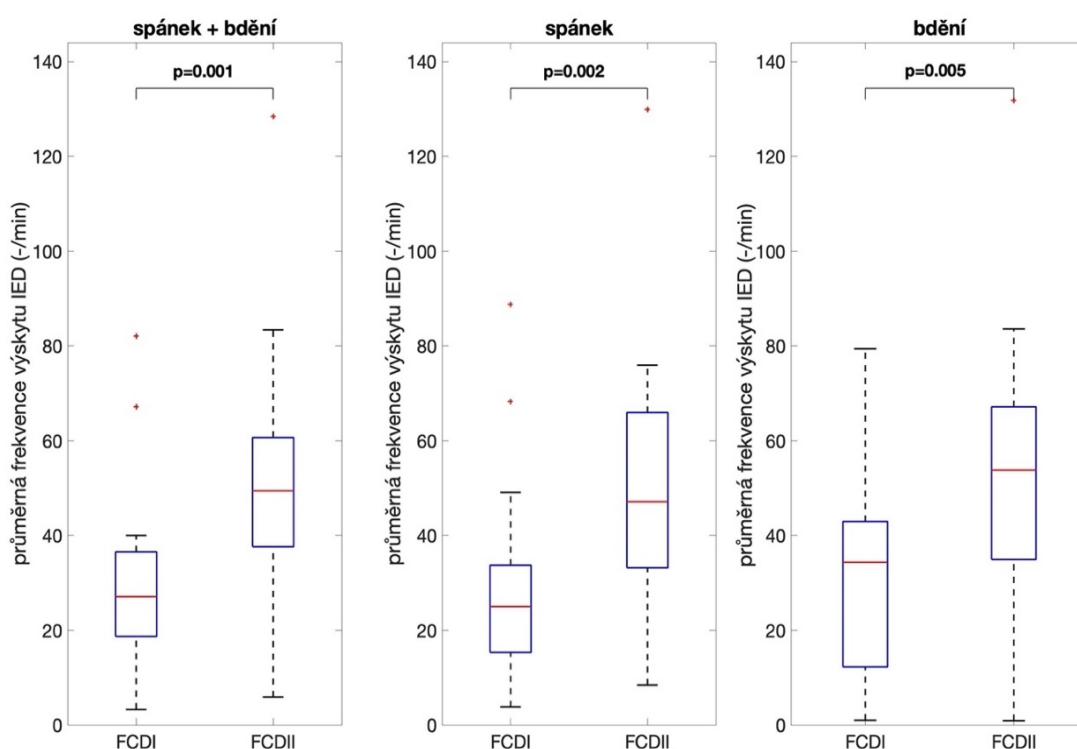 spánek + bdění
průměrná frekvence výskytu IED (-/min)
140
120
100
80
60
40
20
0
p=0.001
FCDI
FCDII
spánek
průměrná frekvence výskytu IED (-/min)
140
120
100
80
60
40
20
0
p=0.002
FCDI
FCDII
bdění
průměrná frekvence výskytu IED (-/min)
140
120
100
80
60
40
20
0
p=0.005
FCDI
FCDII